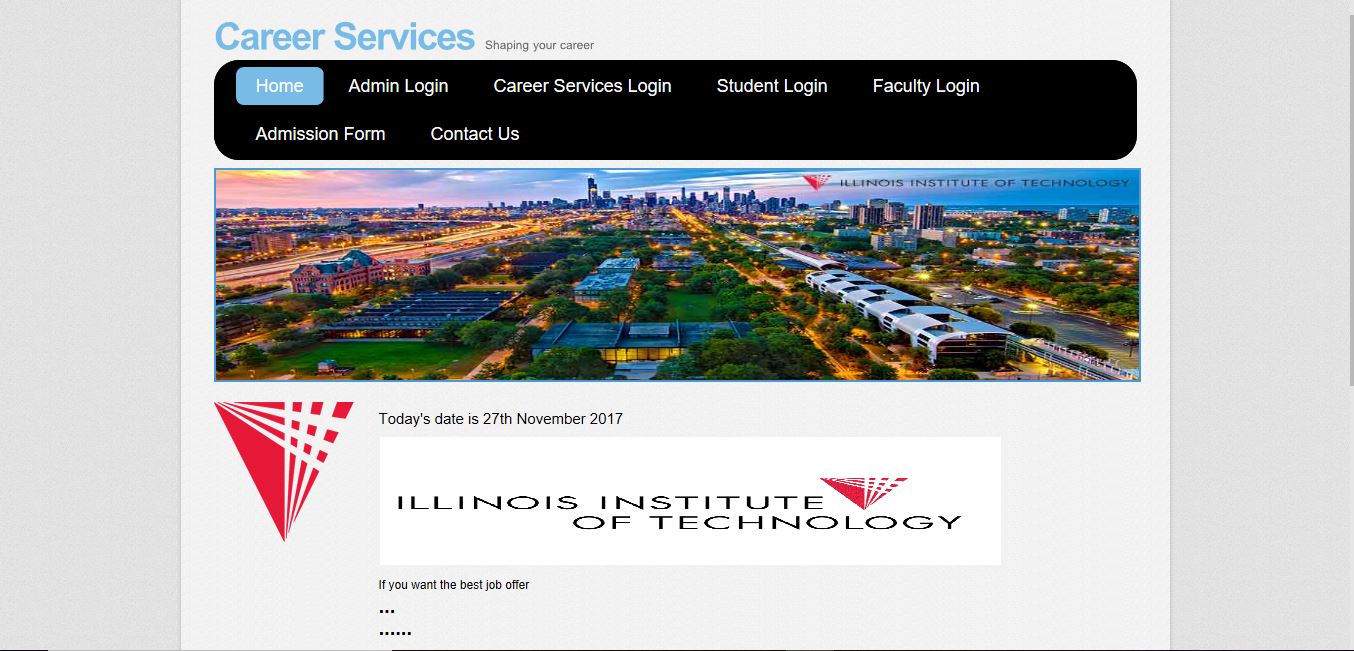 Career Services Shaping your career
Home Admin Login Career Services Login Student Login Faculty Login
Admission Form Contact Us
ILLINOIS INSTITUTE OF TECHNOLOGY
Today's date is 27th November 2017
ILLINOIS INSTITUTE
OF TECHNOLOGY
If you want the best job offer
...
......